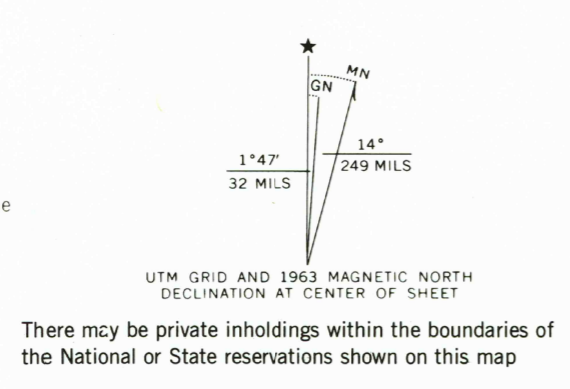 ★
MN
GN
1°47′
32 MILS
14°
249 MILS
e
UTM GRID AND 1963 MAGNETIC NORTH
DECLINATION AT CENTER OF SHEET
There may be private inholdings within the boundaries of
the National or State reservations shown on this map